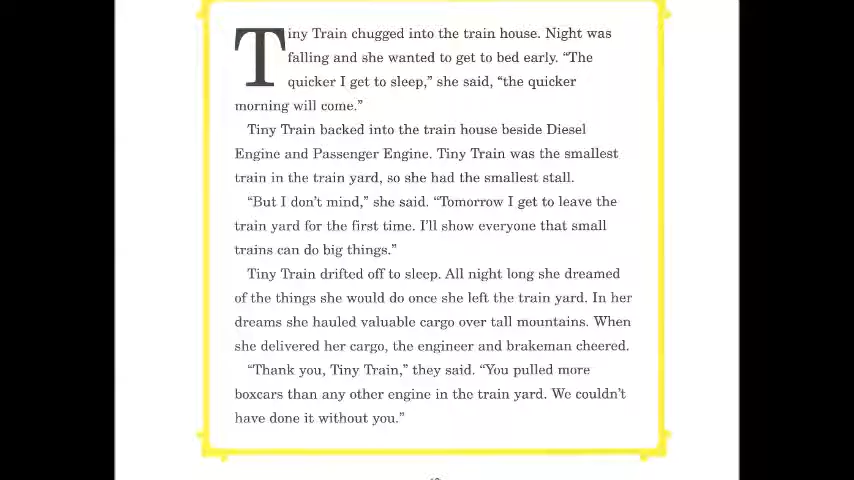 Tiny Train chugged into the train house. Night was
falling and she wanted to get to bed early. “The
quicker I get to sleep,” she said, “the quicker
morning will come.”
Tiny Train backed into the train house beside Diesel
Engine and Passenger Engine. Tiny Train was the smallest
train in the train yard, so she had the smallest stall.
“But I don’t mind,” she said. “Tomorrow I get to leave the
train yard for the first time. I’ll show everyone that small
trains can do big things.”
Tiny Train drifted off to sleep. All night long she dreamed
of the things she would do once she left the train yard. In her
dreams she hauled valuable cargo over tall mountains. When
she delivered her cargo, the engineer and brakeman cheered.
“Thank you, Tiny Train,” they said. “You pulled more
boxcars than any other engine in the train yard. We couldn’t
have done it without you.”